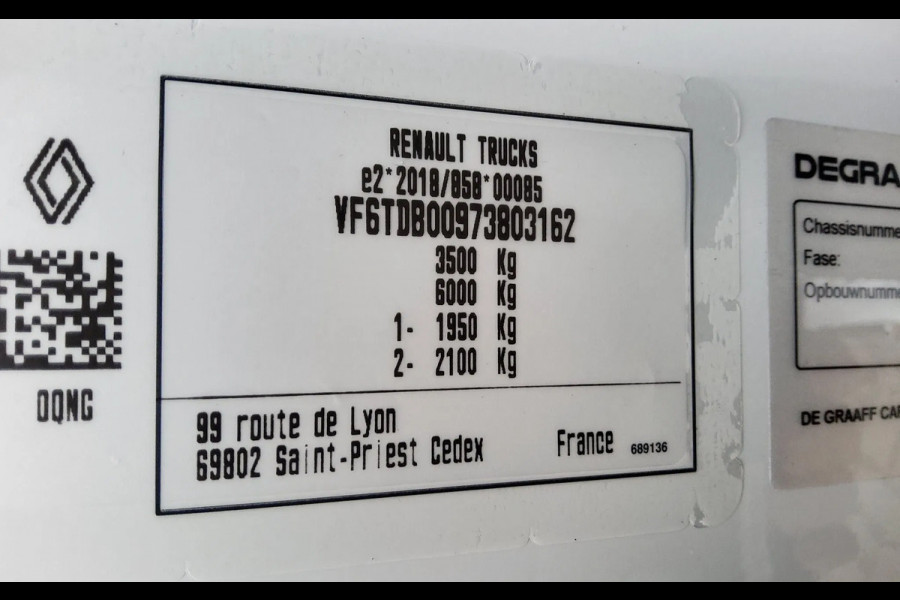 RENAULT TRUCKS
e2*2018/858*00085
VF6TDB00973803162
3500 Kg
6000 Kg
1- 1950 Kg
2- 2100 Kg
99 route de Lyon
69802 Saint-Priest Cedex
France 689136
OQNG
DEGRA
Chassisnumme
Fase:
Opbouwnumme
DE GRAAFF CAR